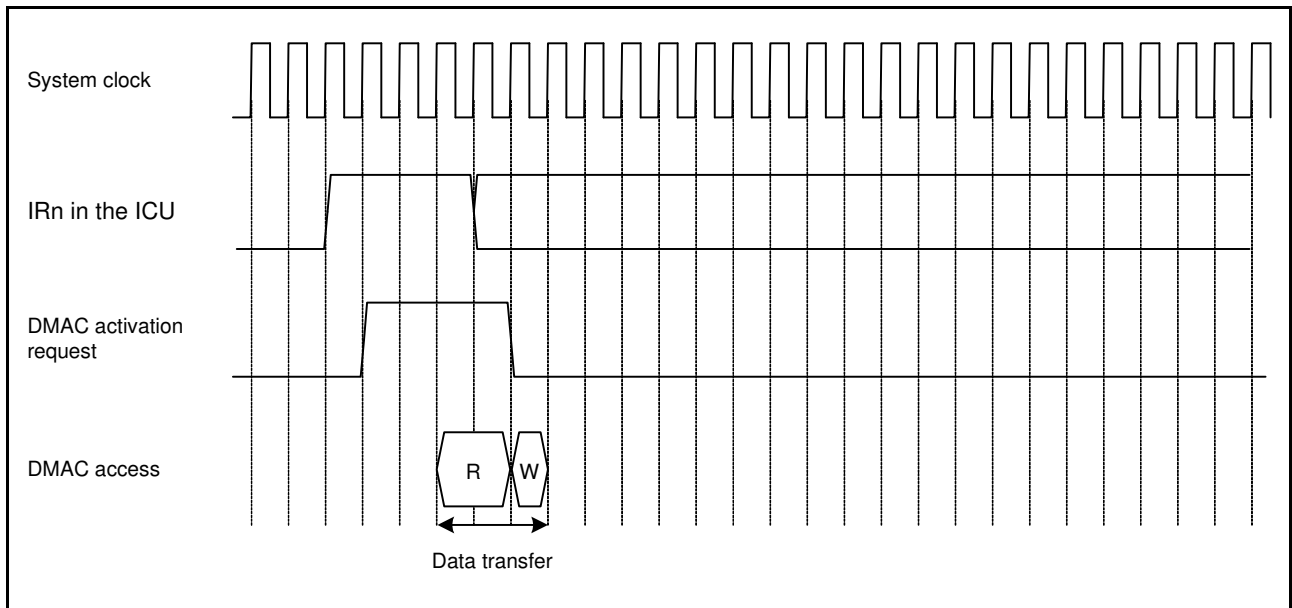 System clock
IRn in the ICU
DMAC activation
request
DMAC access
R
W
Data transfer